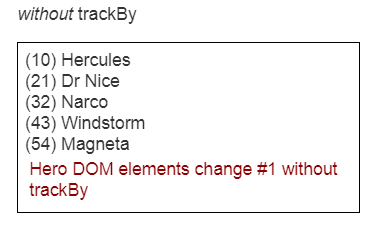 without trackBy
(10) Hercules
(21) Dr Nice
(32) Narco
(43) Windstorm
(54) Magneta
Hero DOM elements change #1 without
trackBy